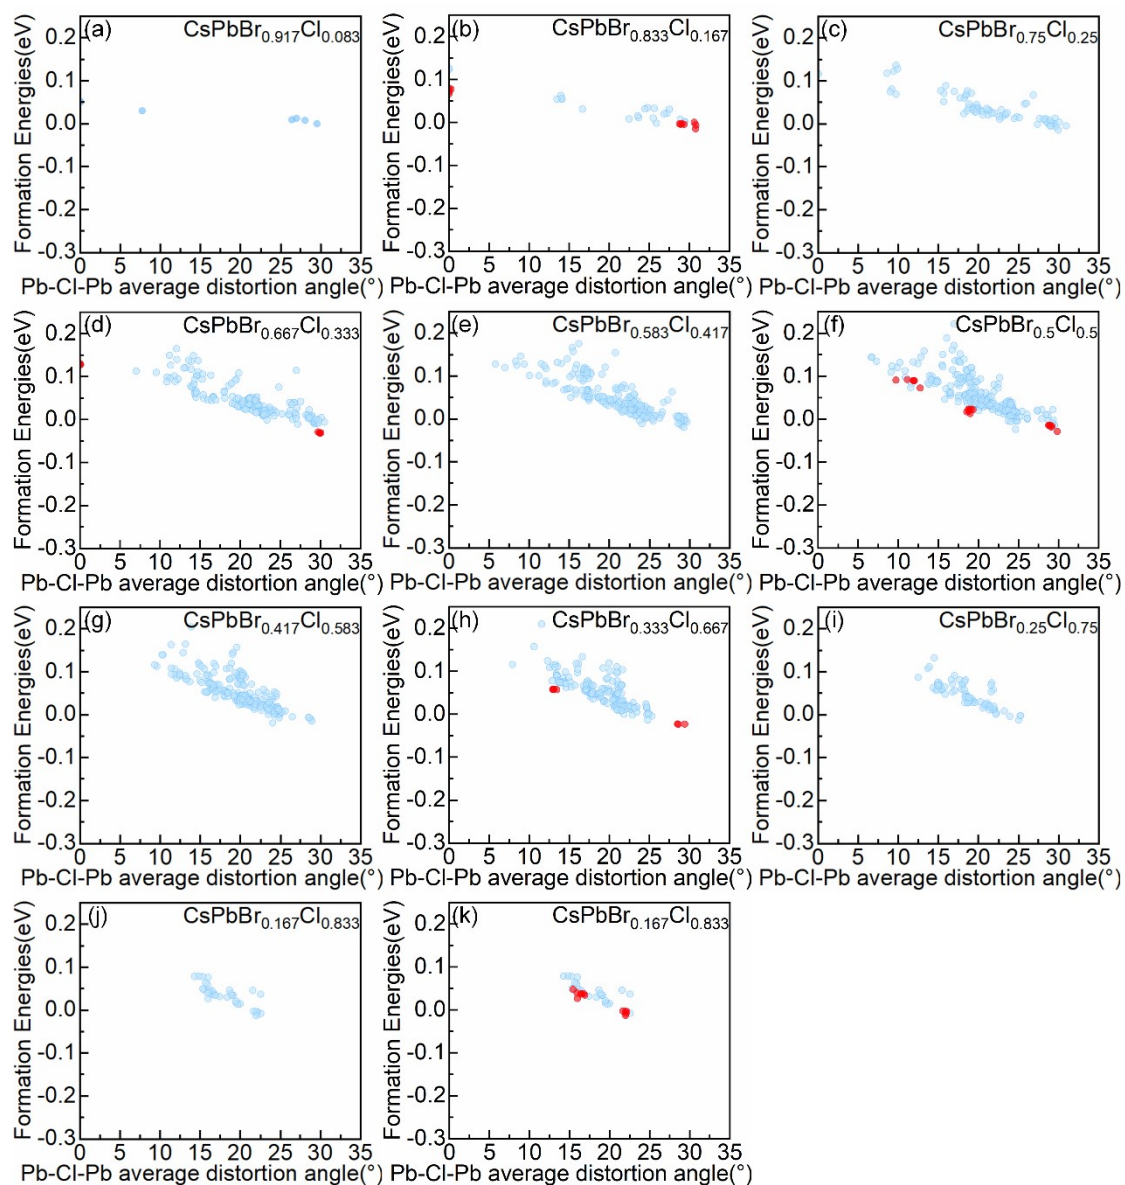 (a) CsPbBr0.917Cl0.083
Formation Energies(eV)
0.2
0.1
0.0
-0.1
-0.2
-0.3
0 5 10 15 20 25 30 35
Pb-Cl-Pb average distortion angle(°)
(b) CsPbBr0.833Cl0.167
Formation Energies(eV)
0.2
0.1
0.0
-0.1
-0.2
-0.3
0 5 10 15 20 25 30 35
Pb-Cl-Pb average distortion angle(°)
(c) CsPbBr0.75Cl0.25
Formation Energies(eV)
0.2
0.1
0.0
-0.1
-0.2
-0.3
0 5 10 15 20 25 30 35
Pb-Cl-Pb average distortion angle(°)
(d) CsPbBr0.667Cl0.333
Formation Energies(eV)
0.2
0.1
0.0
-0.1
-0.2
-0.3
0 5 10 15 20 25 30 35
Pb-Cl-Pb average distortion angle(°)
(e) CsPbBr0.583Cl0.417
Formation Energies(eV)
0.2
0.1
0.0
-0.1
-0.2
-0.3
0 5 10 15 20 25 30 35
Pb-Cl-Pb average distortion angle(°)
(f) CsPbBr0.5Cl0.5
Formation Energies(eV)
0.2
0.1
0.0
-0.1
-0.2
-0.3
0 5 10 15 20 25 30 35
Pb-Cl-Pb average distortion angle(°)
(g) CsPbBr0.417Cl0.583
Formation Energies(eV)
0.2
0.1
0.0
-0.1
-0.2
-0.3
0 5 10 15 20 25 30 35
Pb-Cl-Pb average distortion angle(°)
(h) CsPbBr0.333Cl0.667
Formation Energies(eV)
0.2
0.1
0.0
-0.1
-0.2
-0.3
0 5 10 15 20 25 30 35
Pb-Cl-Pb average distortion angle(°)
(i) CsPbBr0.25Cl0.75
Formation Energies(eV)
0.2
0.1
0.0
-0.1
-0.2
-0.3
0 5 10 15 20 25 30 35
Pb-Cl-Pb average distortion angle(°)
(j) CsPbBr0.167Cl0.833
Formation Energies(eV)
0.2
0.1
0.0
-0.1
-0.2
-0.3
0 5 10 15 20 25 30 35
Pb-Cl-Pb average distortion angle(°)
(k) CsPbBr0.167Cl0.833
Formation Energies(eV)
0.2
0.1
0.0
-0.1
-0.2
-0.3
0 5 10 15 20 25 30 35
Pb-Cl-Pb average distortion angle(°)